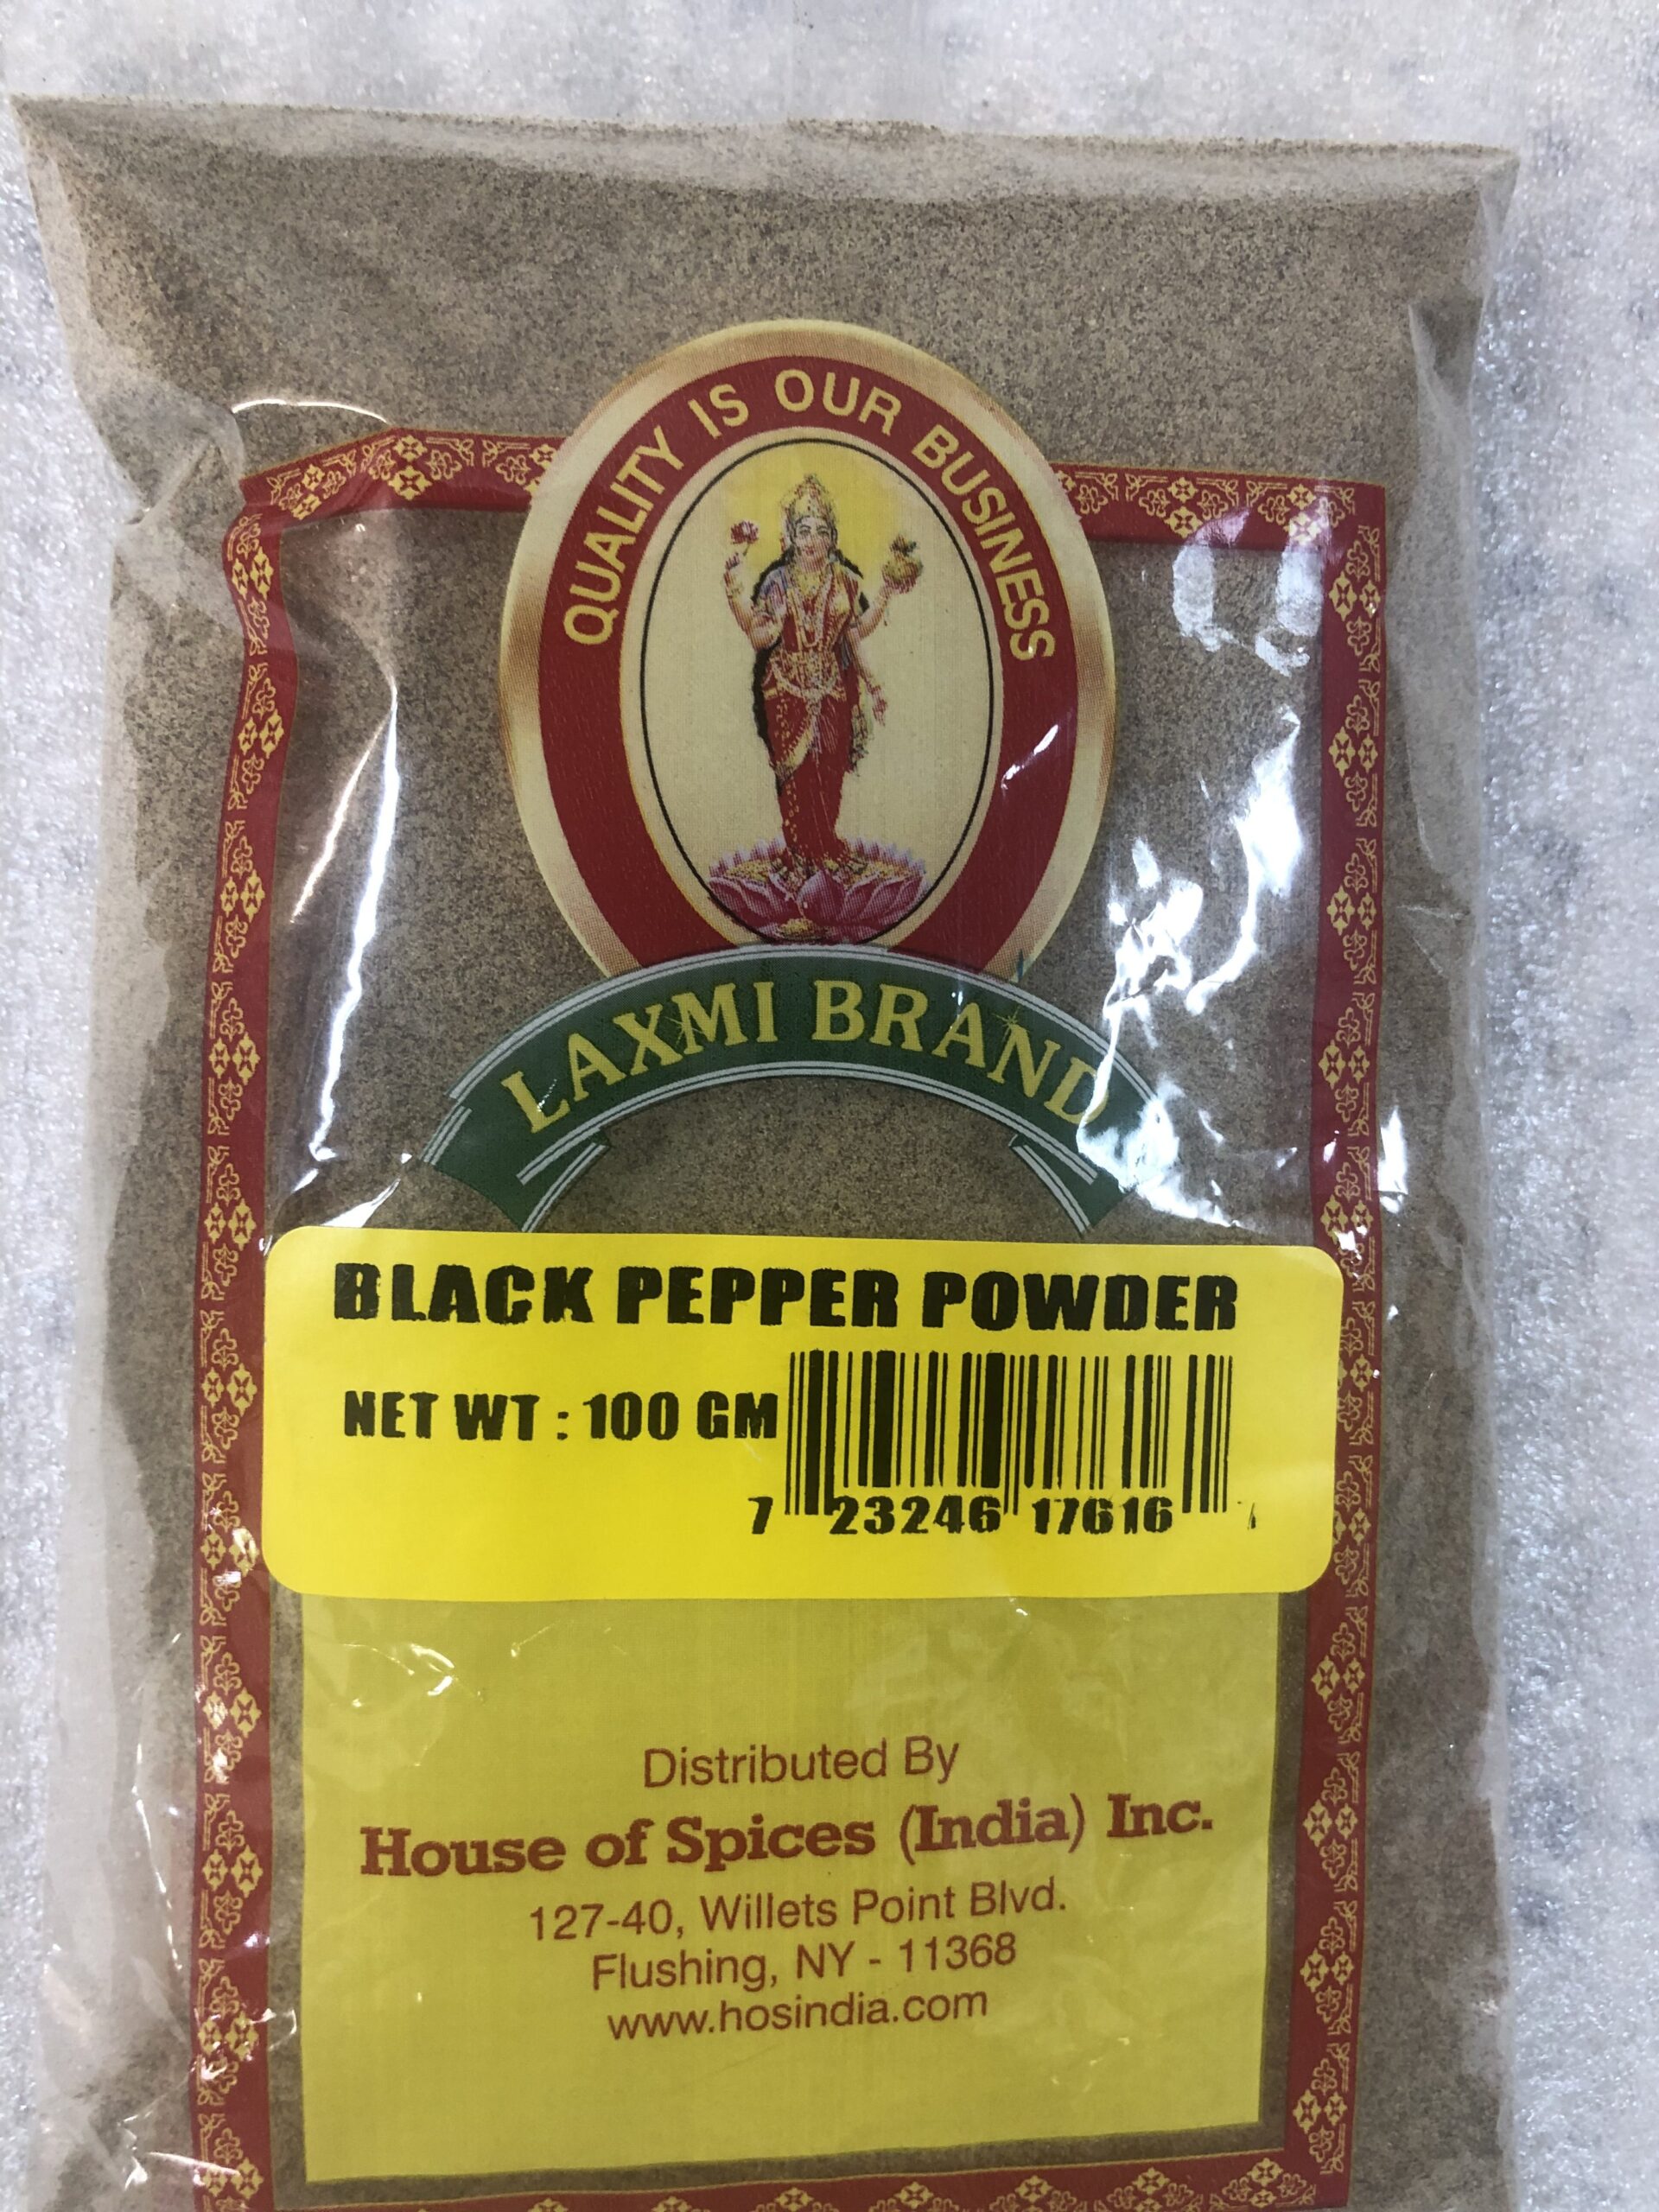 QUALITY IS OUR BUSINESS
LAXMI BRAND
BLACK PEPPER POWDER
NET WT : 100 GM
7 23246 17616
Distributed By
House of Spices (India) Inc.
127-40, Willets Point Blvd.
Flushing, NY - 11368
www.hosindia.com